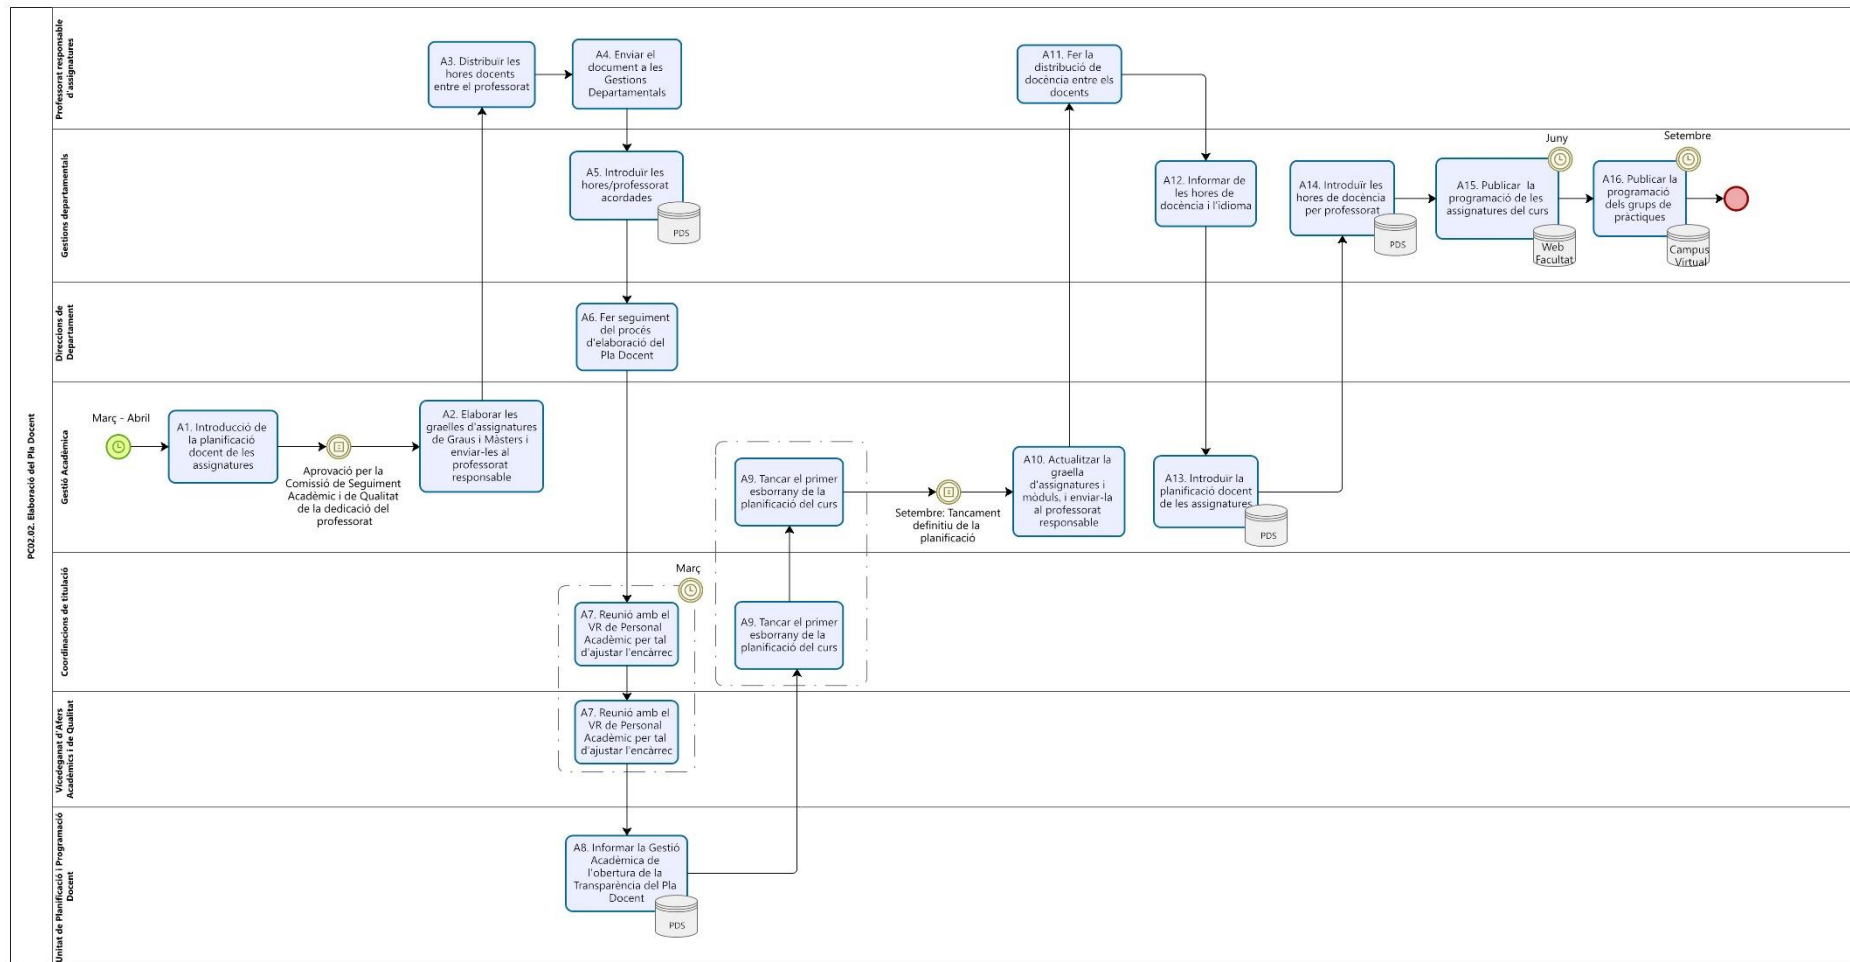 PC02.02. Elaboració del Pla Docent
Professorat responsable
d'assignatures
A3. Distribuïr les
hores docents
entre el professorat
A4. Enviar el
document a les
Gestions
Departamentals
A11. Fer la
distribució de
docència entre els
docents
Gestions departamentals
A5. Introduïr les
hores/professorat
acordades
PDS
A12. Informar de
les hores de
docència i l'idioma
A14. Introduïr les
hores de docència
per professorat
PDS
Juny
A15. Publicar la
programació de les
assignatures del curs
Web
Facultat
Setembre
A16. Publicar la
programació
dels grups de
pràctiques
Campus
Virtual
Direccions de
Departament
A6. Fer seguiment
del procés
d'elaboració del
Pla Docent
Gestió Acadèmica
Març - Abril
A1. Introducció de
la planificació
docent de les
assignatures
Aprovació per la
Comissió de Seguiment
Acadèmic i de Qualitat
de la dedicació del
professorat
A2. Elaborar les
graelles d'assignatures
de Graus i Màsters i
enviar-les al
professorat
responsable
A9. Tancar el primer
esborrany de la
planificació del curs
Setembre: Tancament
definitiu de la
planificació
A10. Actualitzar la
graella
d'assignatures i
mòduls, i enviar-la
al professorat
responsable
A13. Introduïr la
planificació docent
de les assignatures
PDS
Coordinacions de titulació
Març
A7. Reunió amb el
VR de Personal
Acadèmic per tal
d'ajustar l'encàrrec
A9. Tancar el primer
esborrany de la
planificació del curs
Vicedeganat d'Afers
Acadèmics i de Qualitat
A7. Reunió amb el
VR de Personal
Acadèmic per tal
d'ajustar l'encàrrec
Unitat de Planificació i Programació
Docent
A8. Informar la Gestió
Acadèmica de
l'obertura de la
Transparència del Pla
Docent
PDS